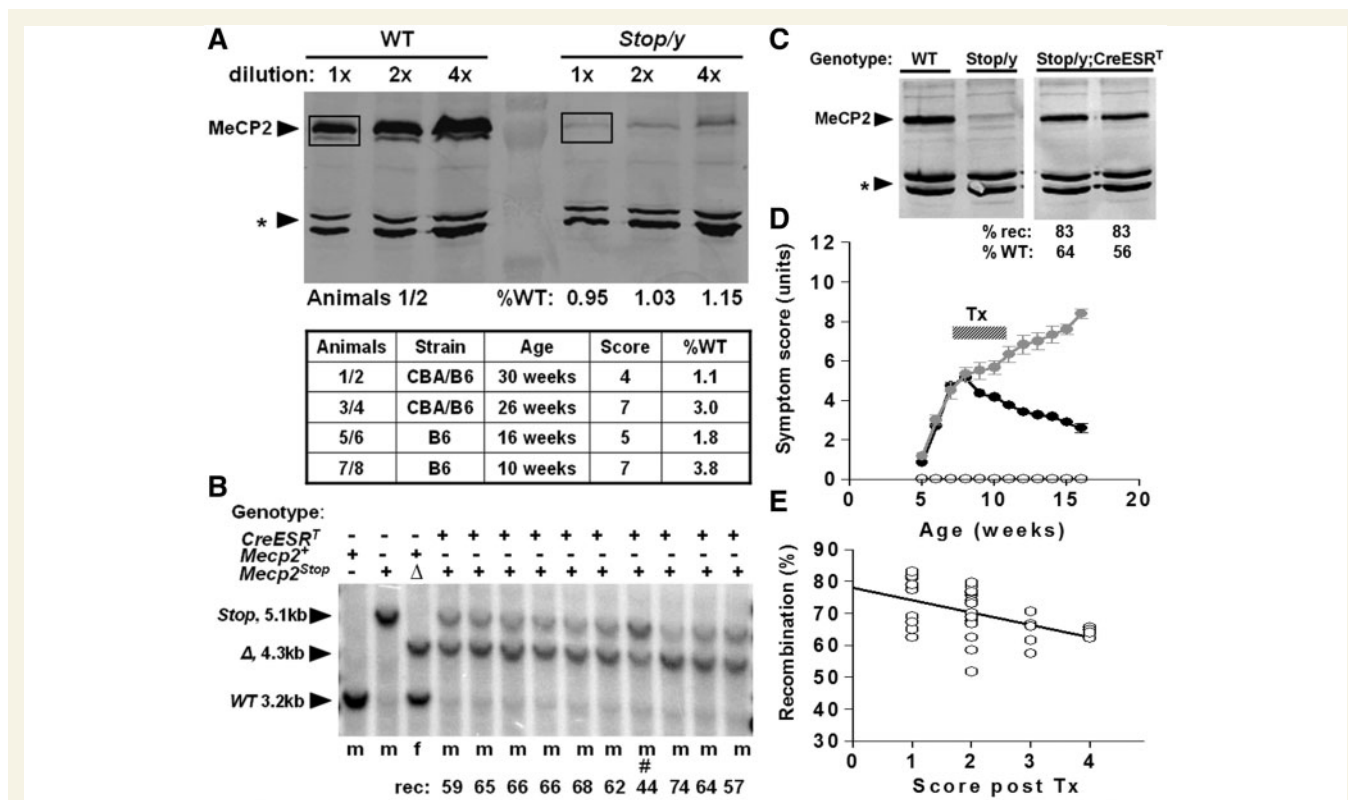 A
WT Stop/y
dilution: 1x 2x 4x 1x 2x 4x
MeCP2
*
Animals 1/2 %WT: 0.95 1.03 1.15
Animals Strain Age Score %WT
1/2 CBA/B6 30 weeks 4 1.1
3/4 CBA/B6 26 weeks 7 3.0
5/6 B6 16 weeks 5 1.8
7/8 B6 10 weeks 7 3.8
B
Genotype:
CreESRᵀ - - - + + + + + + + + + +
Mecp2⁺ + - + - - - - - - - - - -
Mecp2ˢᵗᵒᵖ - + Δ + + + + + + + + + +
Stop, 5.1kb
Δ, 4.3kb
WT 3.2kb
m m f m m m m m m m m m m
#
rec: 59 65 66 66 68 62 44 74 64 57
C
Genotype: WT Stop/y Stop/y;CreESRᵀ
MeCP2
*
% rec: 83 83
% WT: 64 56
D
12
10
8
6
4
2
0
Symptom score (units)
Tx
0 5 10 15 20
Age (weeks)
E
90
80
70
60
50
40
30
Recombination (%)
0 1 2 3 4
Score post Tx